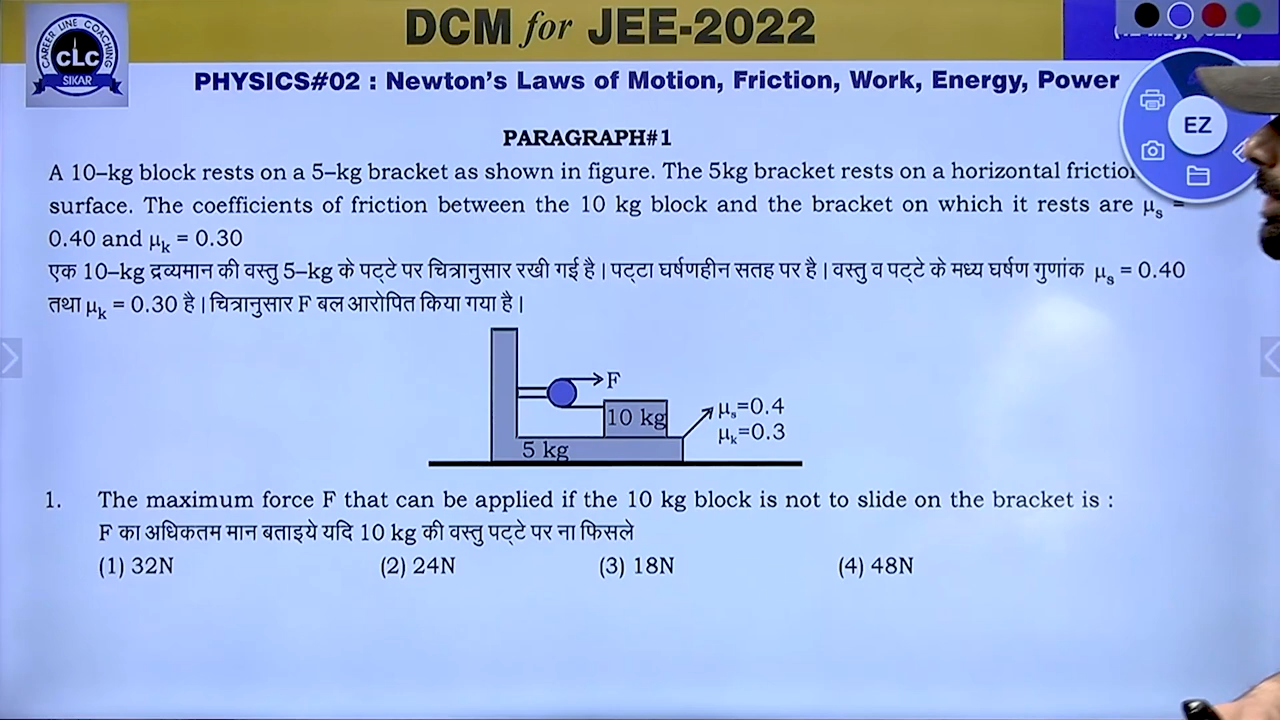 DCM for JEE-2022
CAREER LINE COACHING
CLC
SIKAR
PHYSICS#02 : Newton's Laws of Motion, Friction, Work, Energy, Power
EZ
PARAGRAPH#1
A 10–kg block rests on a 5–kg bracket as shown in figure. The 5kg bracket rests on a horizontal
surface. The coefficients of friction between the 10 kg block and the bracket on which it rests are μs =
0.40 and μk = 0.30
एक 10–kg द्रव्यमान की वस्तु 5–kg के पट्टे पर चित्रानुसार रखी गई है। पट्टा घर्षणहीन सतह पर है। वस्तु व पट्टे के मध्य घर्षण गुणांक μs = 0.40
तथा μk = 0.30 है। चित्रानुसार F बल आरोपित किया गया है।
F
10 kg
μs=0.4
μk=0.3
5 kg
1. The maximum force F that can be applied if the 10 kg block is not to slide on the bracket is :
F का अधिकतम मान बताइये यदि 10 kg की वस्तु पट्टे पर ना फिसले
(1) 32N (2) 24N (3) 18N (4) 48N